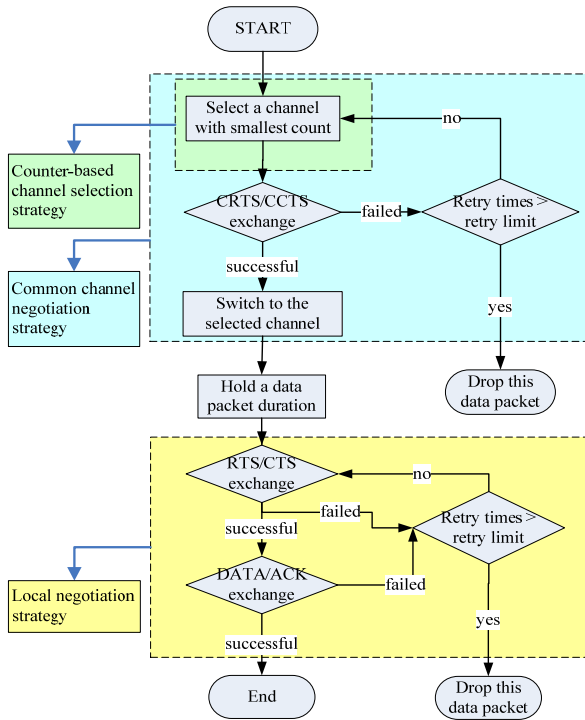 START
Select a channel
with smallest count
no
Counter-based
channel selection
strategy
CRTS/CCTS
exchange
failed
Retry times >
retry limit
successful
Common channel
negotiation
strategy
Switch to the
selected channel
yes
Hold a data
packet duration
Drop this
data packet
RTS/CTS
exchange
no
failed
Retry times >
retry limit
successful
DATA/ACK
exchange
failed
Local negotiation
strategy
yes
successful
End
Drop this
data packet